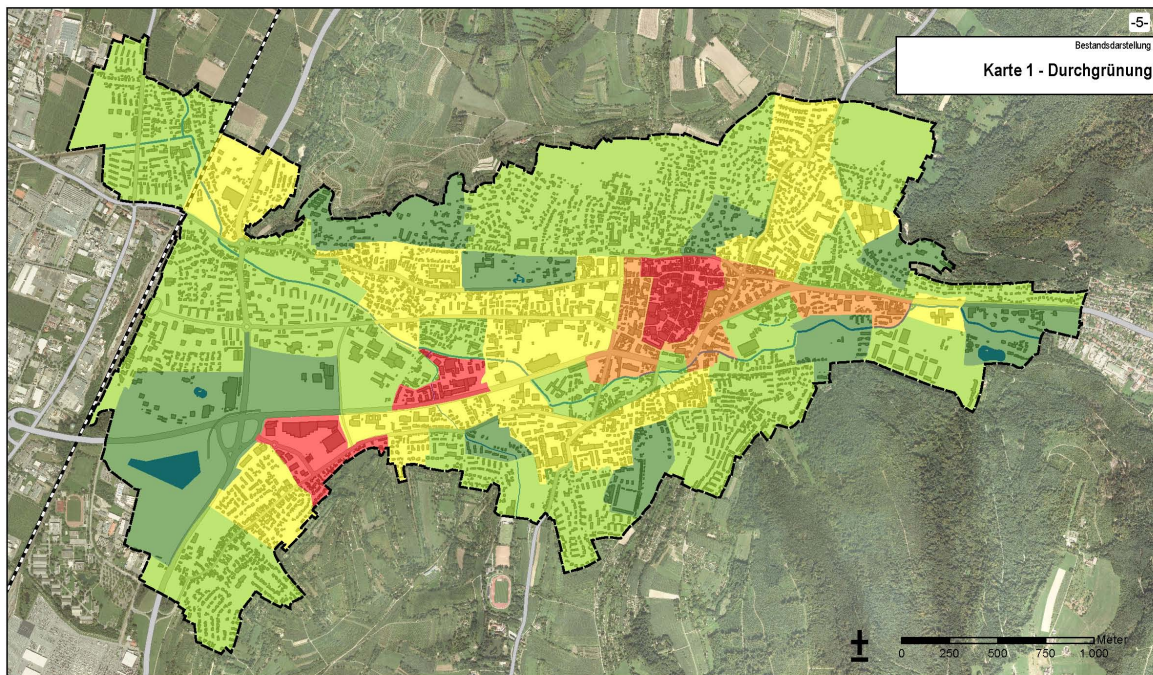 -5-
Bestandsdarstellung
Karte 1 - Durchgrünung
Meter
0 250 500 750 1.000